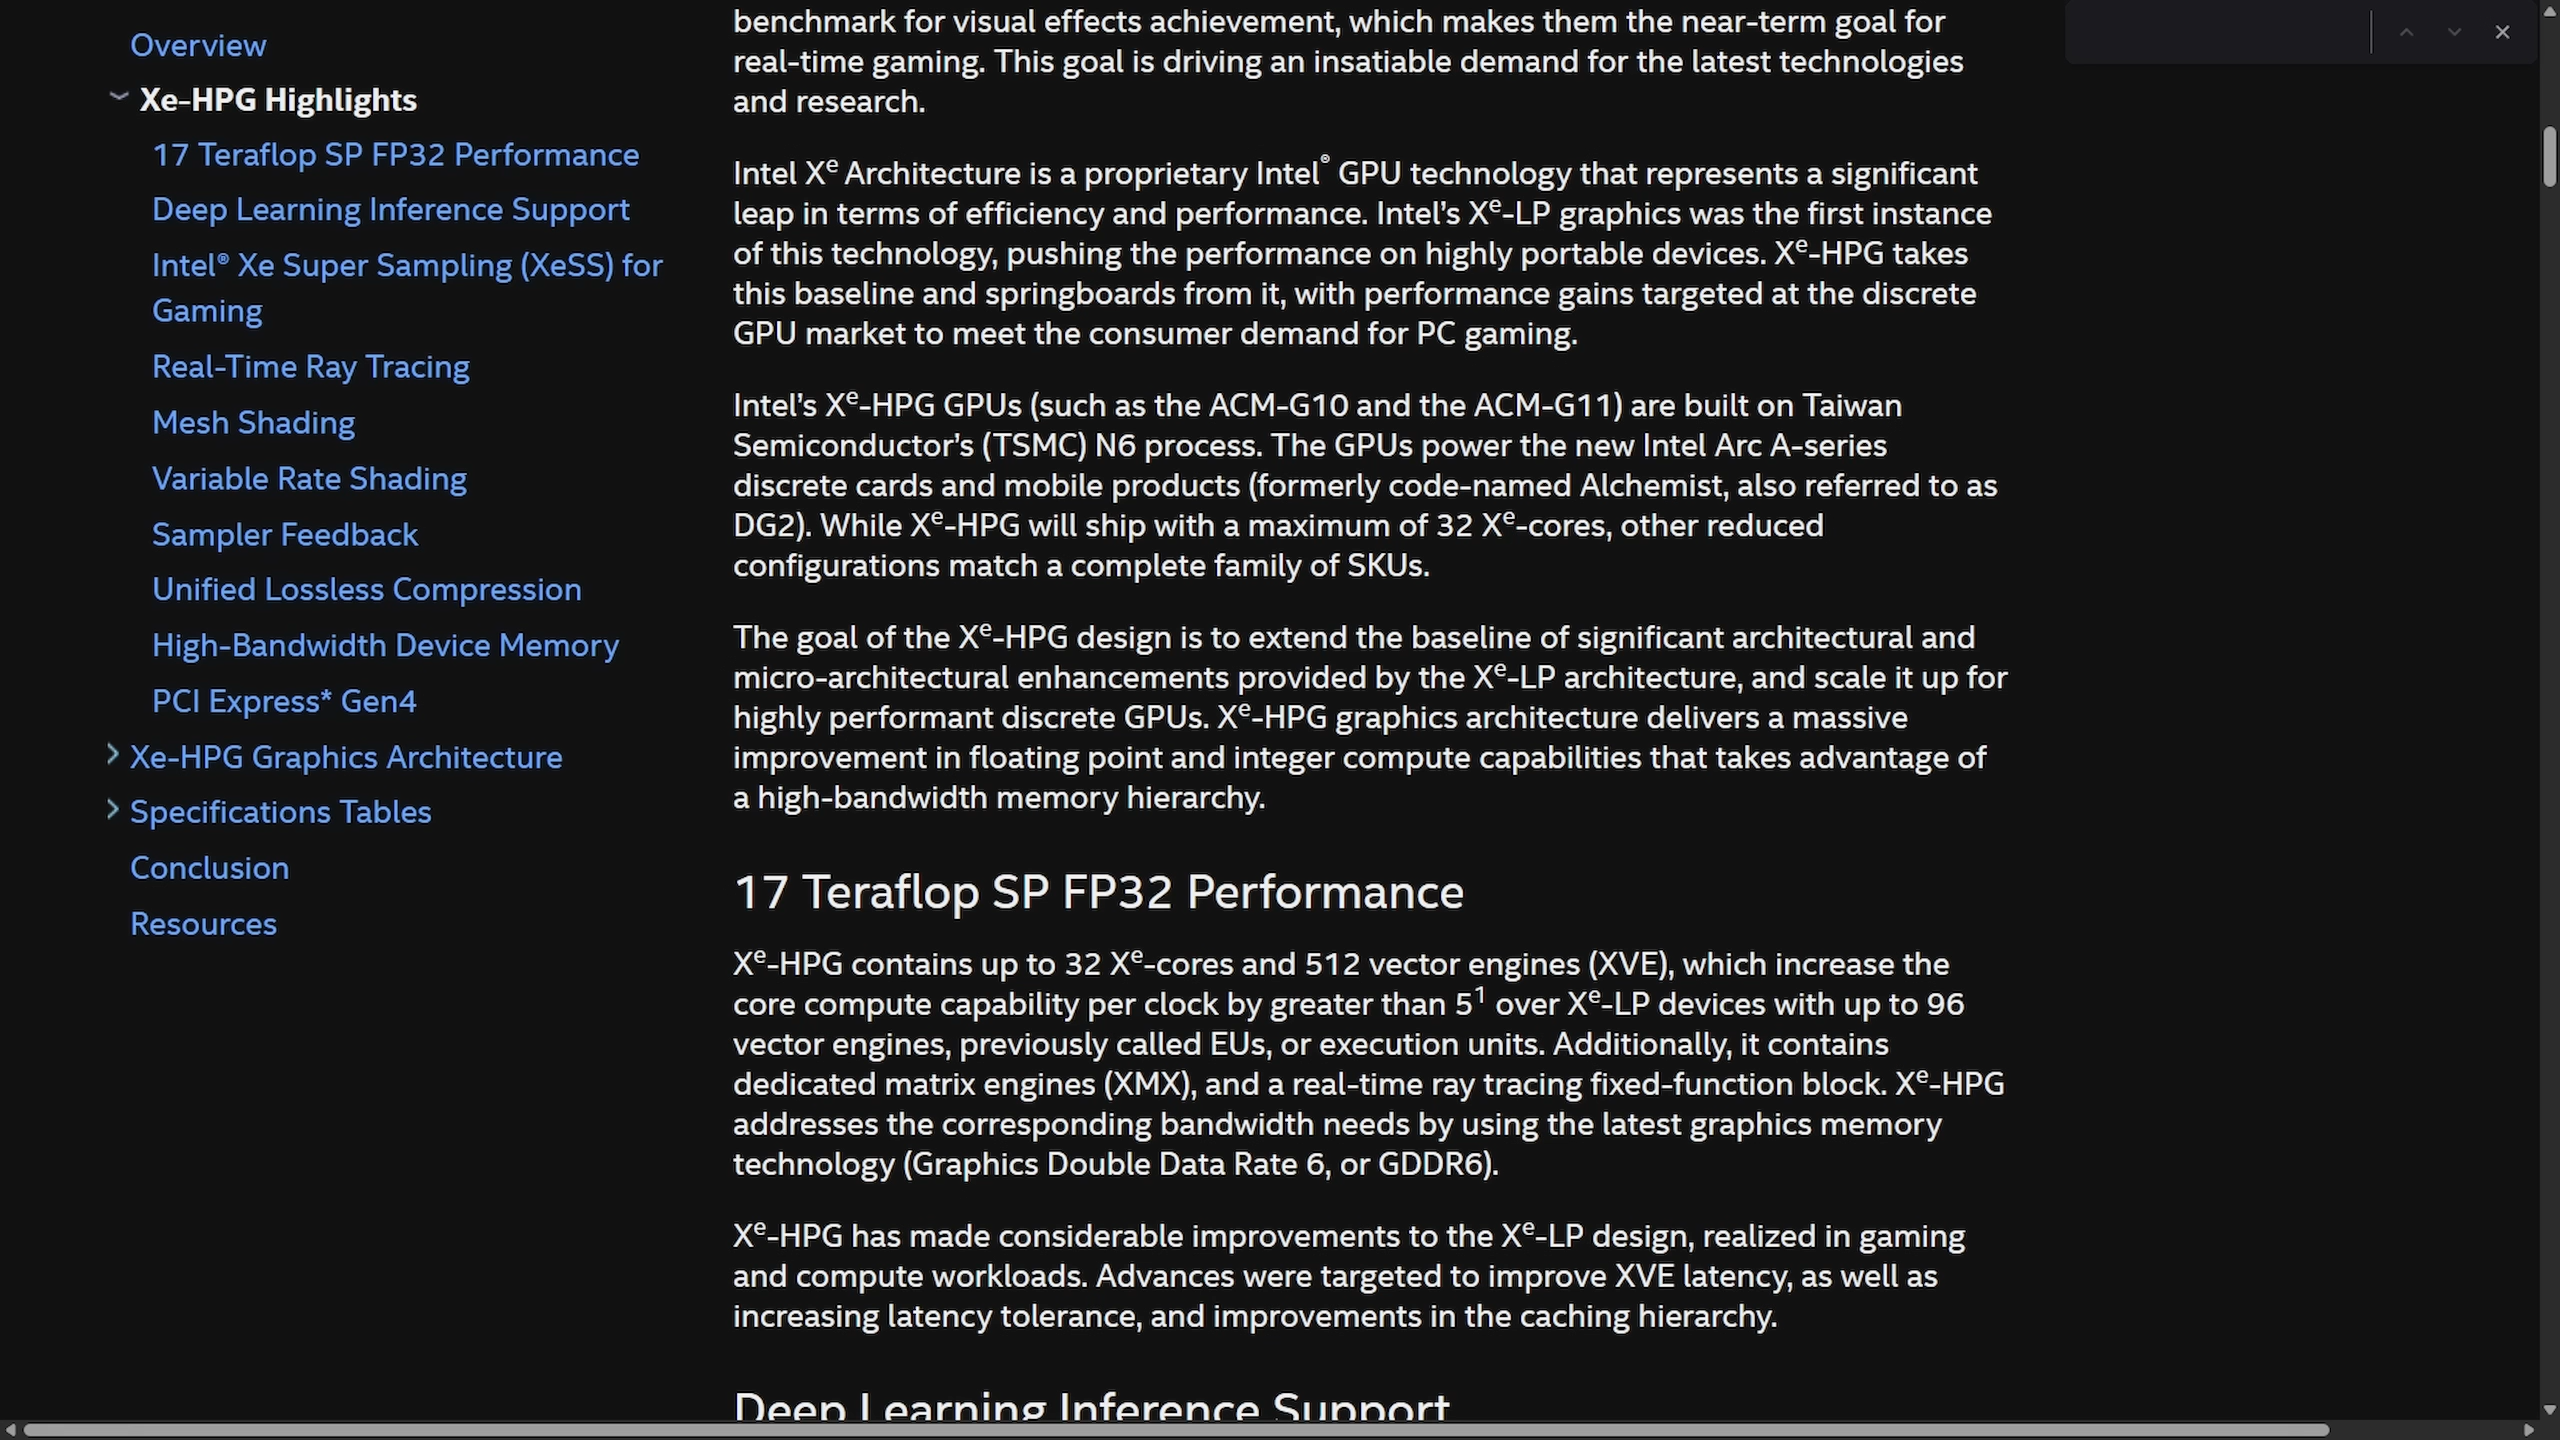 Overview
Xe-HPG Highlights
17 Teraflop SP FP32 Performance
Deep Learning Inference Support
Intel® Xe Super Sampling (XeSS) for
Gaming
Real-Time Ray Tracing
Mesh Shading
Variable Rate Shading
Sampler Feedback
Unified Lossless Compression
High-Bandwidth Device Memory
PCI Express* Gen4
Xe-HPG Graphics Architecture
Specifications Tables
Conclusion
Resources
benchmark for visual effects achievement, which makes them the near-term goal for
real-time gaming. This goal is driving an insatiable demand for the latest technologies
and research.
Intel Xe Architecture is a proprietary Intel® GPU technology that represents a significant
leap in terms of efficiency and performance. Intel’s Xe-LP graphics was the first instance
of this technology, pushing the performance on highly portable devices. Xe-HPG takes
this baseline and springboards from it, with performance gains targeted at the discrete
GPU market to meet the consumer demand for PC gaming.
Intel’s Xe-HPG GPUs (such as the ACM-G10 and the ACM-G11) are built on Taiwan
Semiconductor’s (TSMC) N6 process. The GPUs power the new Intel Arc A-series
discrete cards and mobile products (formerly code-named Alchemist, also referred to as
DG2). While Xe-HPG will ship with a maximum of 32 Xe-cores, other reduced
configurations match a complete family of SKUs.
The goal of the Xe-HPG design is to extend the baseline of significant architectural and
micro-architectural enhancements provided by the Xe-LP architecture, and scale it up for
highly performant discrete GPUs. Xe-HPG graphics architecture delivers a massive
improvement in floating point and integer compute capabilities that takes advantage of
a high-bandwidth memory hierarchy.
17 Teraflop SP FP32 Performance
Xe-HPG contains up to 32 Xe-cores and 512 vector engines (XVE), which increase the
core compute capability per clock by greater than 5¹ over Xe-LP devices with up to 96
vector engines, previously called EUs, or execution units. Additionally, it contains
dedicated matrix engines (XMX), and a real-time ray tracing fixed-function block. Xe-HPG
addresses the corresponding bandwidth needs by using the latest graphics memory
technology (Graphics Double Data Rate 6, or GDDR6).
Xe-HPG has made considerable improvements to the Xe-LP design, realized in gaming
and compute workloads. Advances were targeted to improve XVE latency, as well as
increasing latency tolerance, and improvements in the caching hierarchy.
Deep Learning Inference Support